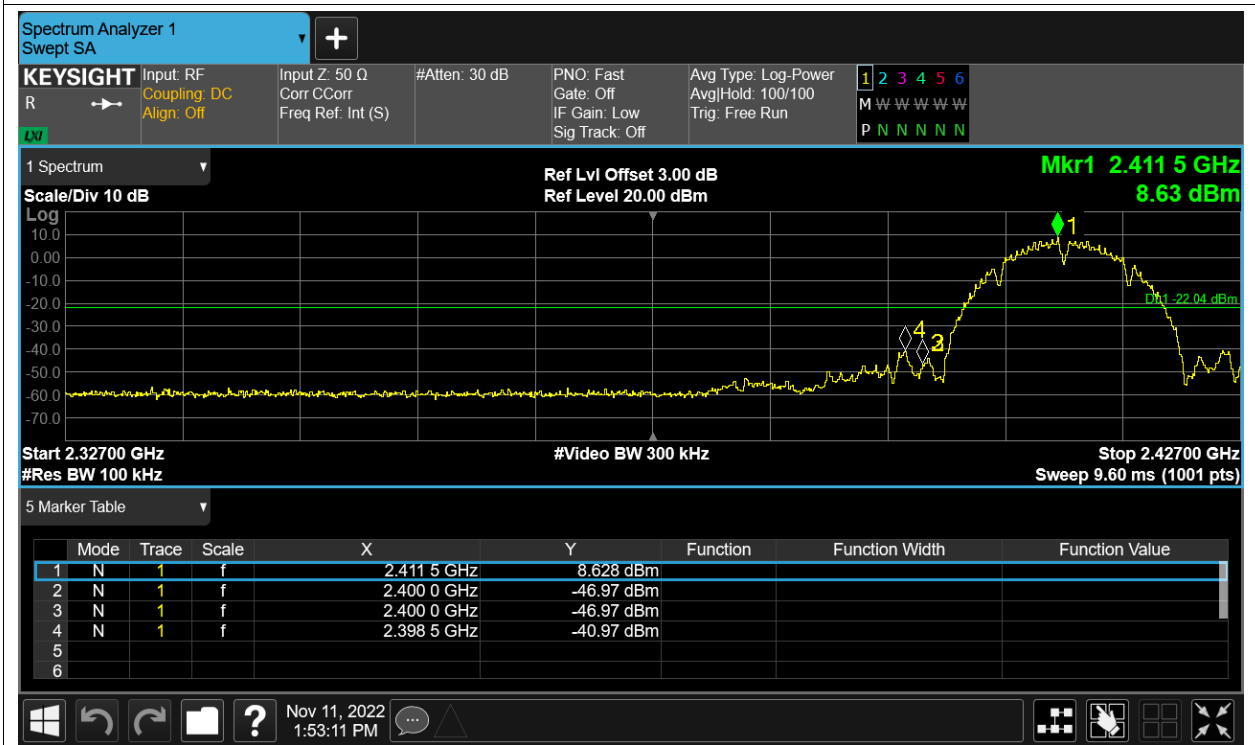 Spectrum Analyzer 1
Swept SA
+
KEYSIGHT Input: RF Input Z: 50 Ω #Atten: 30 dB PNO: Fast Avg Type: Log-Power 1 2 3 4 5 6
R Coupling: DC Corr CCorr Gate: Off Avg|Hold: 100/100 M W W W W W
Align: Off Freq Ref: Int (S) IF Gain: Low Trig: Free Run
LXI Sig Track: Off P N N N N N
1 Spectrum Ref Lvl Offset 3.00 dB Mkr1 2.411 5 GHz
Scale/Div 10 dB Ref Level 20.00 dBm 8.63 dBm
Log
1
10.0
0.00
-10.0
-20.0 -22.04 dBm
-30.0
4
-40.0
-50.0
-60.0
-70.0
Start 2.32700 GHz #Video BW 300 kHz Stop 2.42700 GHz
#Res BW 100 kHz Sweep 9.60 ms (1001 pts)
5 Marker Table
Mode Trace Scale X Y Function Function Width Function Value
1 N 1 f 2.411 5 GHz 8.628 dBm
2 N 1 f 2.400 0 GHz -46.97 dBm
3 N 1 f 2.400 0 GHz -46.97 dBm
4 N 1 f 2.398 5 GHz -40.97 dBm
5
6
? Nov 11, 2022
1:53:11 PM